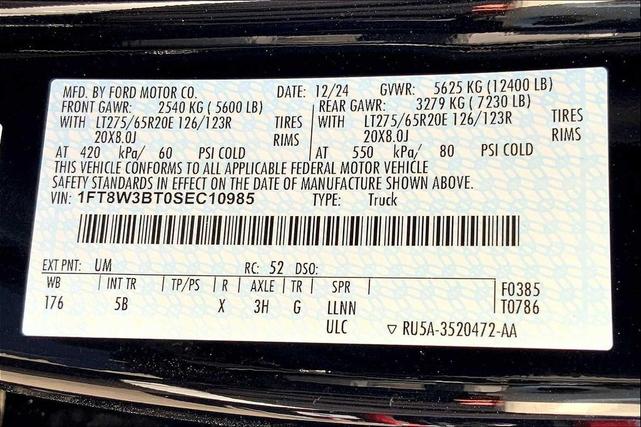 MFD. BY FORD MOTOR CO. DATE: 12/24 GVWR: 5625 KG (12400 LB)
FRONT GAWR: 2540 KG ( 5600 LB) REAR GAWR: 3279 KG ( 7230 LB)
WITH LT275/65R20E 126/123R TIRES WITH LT275/65R20E 126/123R TIRES
20X8.0J RIMS 20X8.0J RIMS
AT 420 kPa/ 60 PSI COLD AT 550 kPa/ 80 PSI COLD
THIS VEHICLE CONFORMS TO ALL APPLICABLE FEDERAL MOTOR VEHICLE
SAFETY STANDARDS IN EFFECT ON THE DATE OF MANUFACTURE SHOWN ABOVE.
VIN: 1FT8W3BT0SEC10985 TYPE: Truck
EXT PNT: UM RC: 52 DSO:
WB INT TR TP/PS R AXLE TR SPR F0385
176 5B X 3H G LLNN T0786
ULC ▽ RU5A-3520472-AA